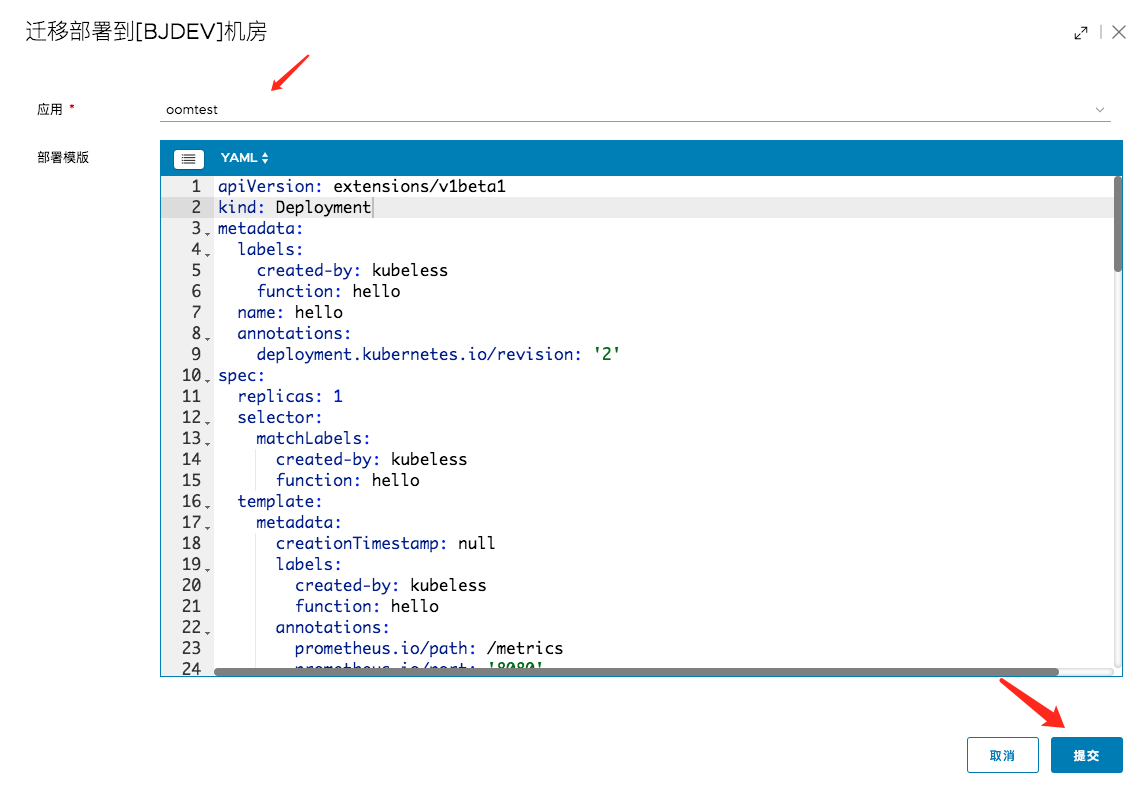 迁移部署到[BJDEV]机房
应用 *
oomtest
部署模版
YAML
1 apiVersion: extensions/v1beta1
2 kind: Deployment
3 metadata:
4 labels:
5 created-by: kubeless
6 function: hello
7 name: hello
8 annotations:
9 deployment.kubernetes.io/revision: '2'
10 spec:
11 replicas: 1
12 selector:
13 matchLabels:
14 created-by: kubeless
15 function: hello
16 template:
17 metadata:
18 creationTimestamp: null
19 labels:
20 created-by: kubeless
21 function: hello
22 annotations:
23 prometheus.io/path: /metrics
24 prometheus.io/port: '8080'
取消
提交